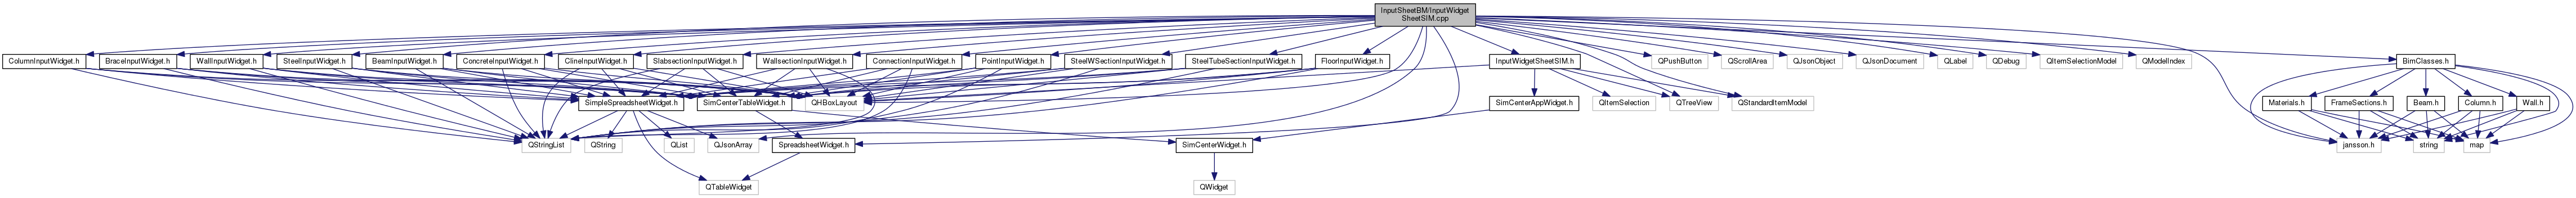 InputSheetBM/InputWidget
SheetSIM.cpp
ColumnInputWidget.h
BraceInputWidget.h
WallInputWidget.h
SteelInputWidget.h
BeamInputWidget.h
ConcreteInputWidget.h
ClineInputWidget.h
SlabsectionInputWidget.h
WallsectionInputWidget.h
ConnectionInputWidget.h
PointInputWidget.h
SteelWSectionInputWidget.h
SteelTubeSectionInputWidget.h
FloorInputWidget.h
InputWidgetSheetSIM.h
QPushButton
QScrollArea
QJsonObject
QJsonDocument
QLabel
QDebug
QItemSelectionModel
QModelIndex
BimClasses.h
SimpleSpreadsheetWidget.h
SimCenterTableWidget.h
QHBoxLayout
SimCenterAppWidget.h
QItemSelection
QTreeView
QStandardItemModel
Materials.h
FrameSections.h
Beam.h
Column.h
Wall.h
QStringList
QString
QList
QJsonArray
SpreadsheetWidget.h
SimCenterWidget.h
jansson.h
string
map
QTableWidget
QWidget